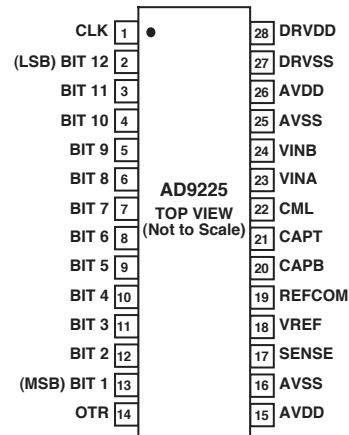 CLK 1 28 DRVDD
(LSB) BIT 12 2 27 DRVSS
BIT 11 3 26 AVDD
BIT 10 4 25 AVSS
BIT 9 5 24 VINB
BIT 8 6 23 VINA
BIT 7 7 22 CML
BIT 6 8 21 CAPT
BIT 5 9 20 CAPB
BIT 4 10 19 REFCOM
BIT 3 11 18 VREF
BIT 2 12 17 SENSE
(MSB) BIT 1 13 16 AVSS
OTR 14 15 AVDD
AD9225
TOP VIEW
(Not to Scale)